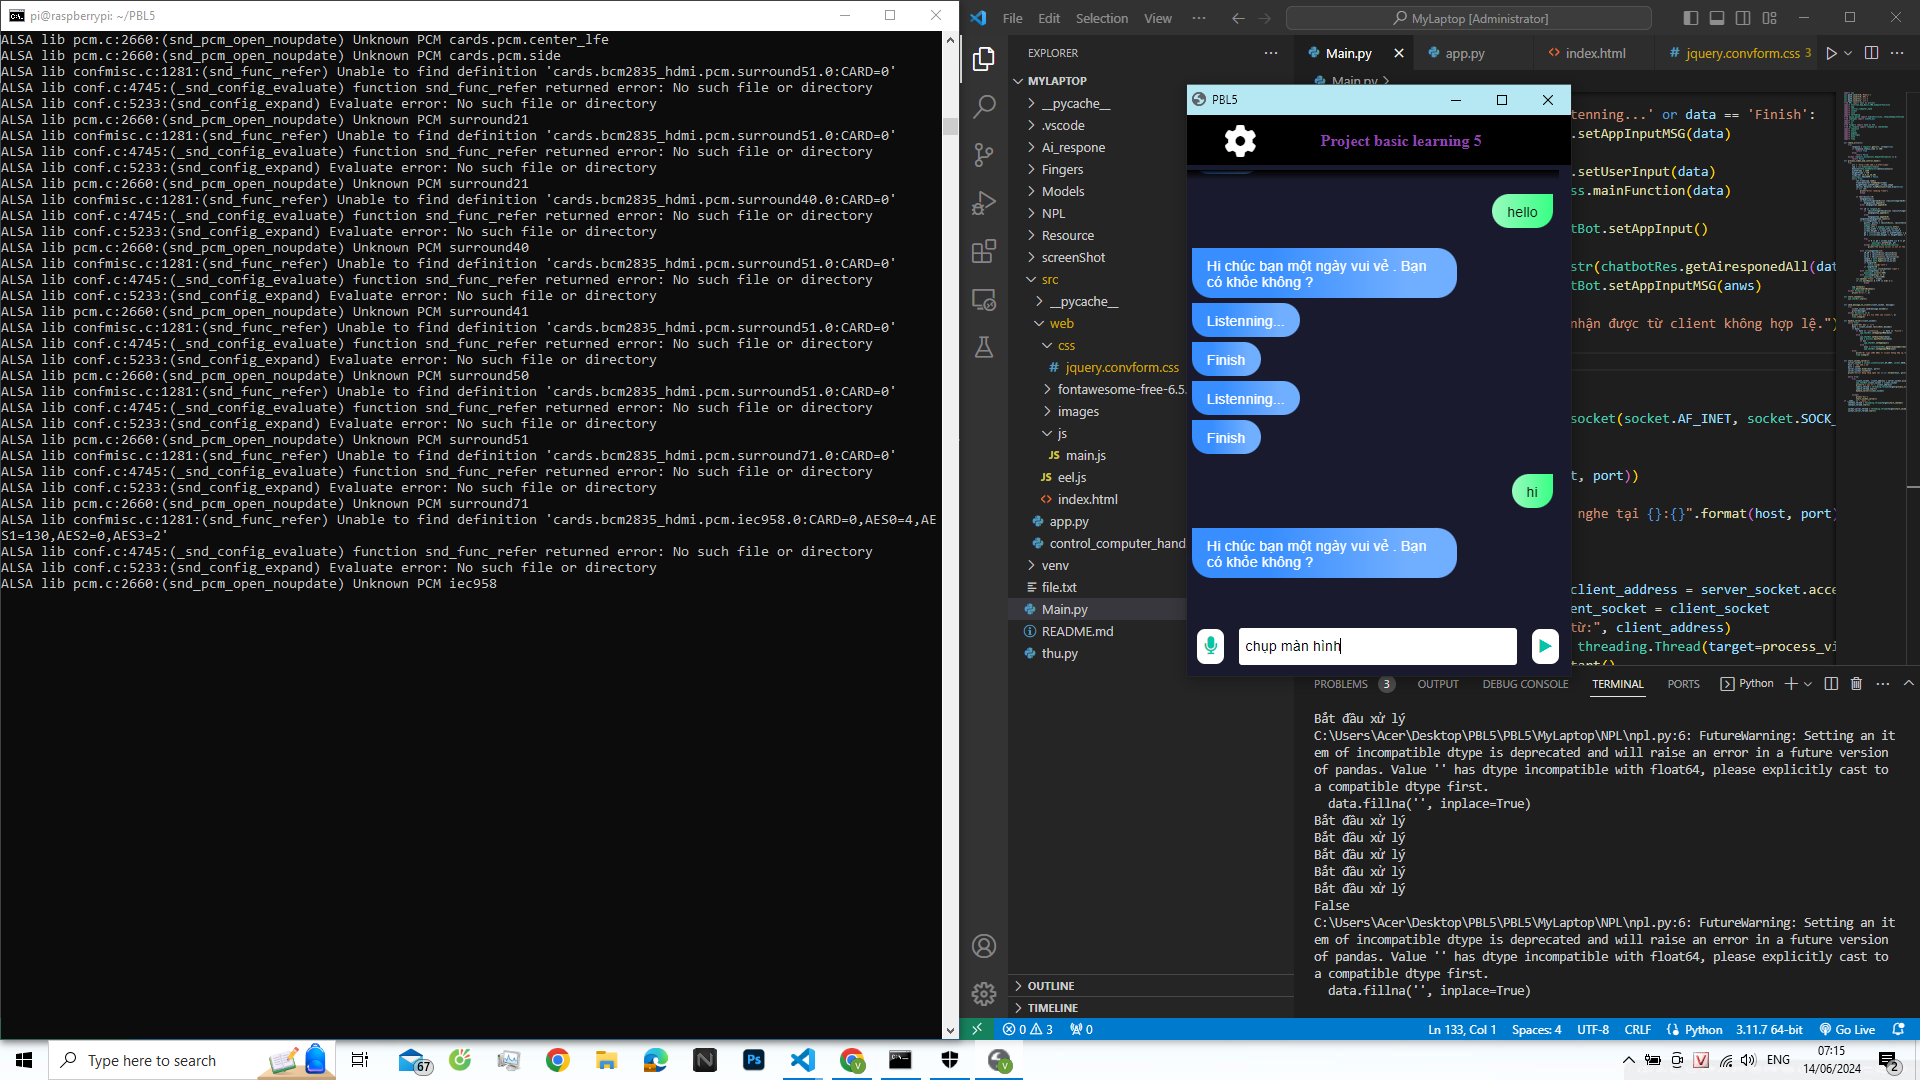 pi@raspberrypi: ~/PBL5
ALSA lib pcm.c:2660:(snd_pcm_open_noupdate) Unknown PCM cards.pcm.center_lfe
ALSA lib pcm.c:2660:(snd_pcm_open_noupdate) Unknown PCM cards.pcm.side
ALSA lib confmisc.c:1281:(snd_func_refer) Unable to find definition 'cards.bcm2835_hdmi.pcm.surround51.0:CARD=0'
ALSA lib conf.c:4745:(_snd_config_evaluate) function snd_func_refer returned error: No such file or directory
ALSA lib conf.c:5233:(snd_config_expand) Evaluate error: No such file or directory
ALSA lib pcm.c:2660:(snd_pcm_open_noupdate) Unknown PCM surround21
ALSA lib confmisc.c:1281:(snd_func_refer) Unable to find definition 'cards.bcm2835_hdmi.pcm.surround51.0:CARD=0'
ALSA lib conf.c:4745:(_snd_config_evaluate) function snd_func_refer returned error: No such file or directory
ALSA lib conf.c:5233:(snd_config_expand) Evaluate error: No such file or directory
ALSA lib pcm.c:2660:(snd_pcm_open_noupdate) Unknown PCM surround21
ALSA lib confmisc.c:1281:(snd_func_refer) Unable to find definition 'cards.bcm2835_hdmi.pcm.surround40.0:CARD=0'
ALSA lib conf.c:4745:(_snd_config_evaluate) function snd_func_refer returned error: No such file or directory
ALSA lib conf.c:5233:(snd_config_expand) Evaluate error: No such file or directory
ALSA lib pcm.c:2660:(snd_pcm_open_noupdate) Unknown PCM surround40
ALSA lib confmisc.c:1281:(snd_func_refer) Unable to find definition 'cards.bcm2835_hdmi.pcm.surround51.0:CARD=0'
ALSA lib conf.c:4745:(_snd_config_evaluate) function snd_func_refer returned error: No such file or directory
ALSA lib conf.c:5233:(snd_config_expand) Evaluate error: No such file or directory
ALSA lib pcm.c:2660:(snd_pcm_open_noupdate) Unknown PCM surround41
ALSA lib confmisc.c:1281:(snd_func_refer) Unable to find definition 'cards.bcm2835_hdmi.pcm.surround51.0:CARD=0'
ALSA lib conf.c:4745:(_snd_config_evaluate) function snd_func_refer returned error: No such file or directory
ALSA lib conf.c:5233:(snd_config_expand) Evaluate error: No such file or directory
ALSA lib pcm.c:2660:(snd_pcm_open_noupdate) Unknown PCM surround50
ALSA lib confmisc.c:1281:(snd_func_refer) Unable to find definition 'cards.bcm2835_hdmi.pcm.surround51.0:CARD=0'
ALSA lib conf.c:4745:(_snd_config_evaluate) function snd_func_refer returned error: No such file or directory
ALSA lib conf.c:5233:(snd_config_expand) Evaluate error: No such file or directory
ALSA lib pcm.c:2660:(snd_pcm_open_noupdate) Unknown PCM surround51
ALSA lib confmisc.c:1281:(snd_func_refer) Unable to find definition 'cards.bcm2835_hdmi.pcm.surround71.0:CARD=0'
ALSA lib conf.c:4745:(_snd_config_evaluate) function snd_func_refer returned error: No such file or directory
ALSA lib conf.c:5233:(snd_config_expand) Evaluate error: No such file or directory
ALSA lib pcm.c:2660:(snd_pcm_open_noupdate) Unknown PCM surround71
ALSA lib confmisc.c:1281:(snd_func_refer) Unable to find definition 'cards.bcm2835_hdmi.pcm.iec958.0:CARD=0,AES0=4,AE
S1=130,AES2=0,AES3=2'
ALSA lib conf.c:4745:(_snd_config_evaluate) function snd_func_refer returned error: No such file or directory
ALSA lib conf.c:5233:(snd_config_expand) Evaluate error: No such file or directory
ALSA lib pcm.c:2660:(snd_pcm_open_noupdate) Unknown PCM iec958
File Edit Selection View ··· MyLaptop [Administrator]
EXPLORER
MYLAPTOP
__pycache__
.vscode
Ai_respone
Fingers
Models
NPL
Resource
screenShot
src
__pycache__
web
css
# jquery.convform.css
fontawesome-free-6.5.
images
js
JS main.js
JS eel.js
<> index.html
app.py
control_computer_hand
venv
file.txt
Main.py
README.md
thu.py
OUTLINE
TIMELINE
Main.py app.py <> index.html # jquery.convform.css 3
Main.py
tenning...' or data == 'Finish':
.setAppInputMSG(data)
.setUserInput(data)
ss.mainFunction(data)
tBot.setAppInput()
str(chatbotRes.getAiresponedAll(dat
tBot.setAppInputMSG(anws)
nhận được từ client không hợp lệ.")
socket(socket.AF_INET, socket.SOCK_
t, port))
nghe tại {}:{}".format(host, port)
client_address = server_socket.acce
ent_socket = client_socket
từ:", client_address)
threading.Thread(target=process_vi
PBL5
Project basic learning 5
hello
Hi chúc bạn một ngày vui vẻ . Bạn
có khỏe không ?
Listenning...
Finish
Listenning...
Finish
hi
Hi chúc bạn một ngày vui vẻ . Bạn
có khỏe không ?
chụp màn hình
PROBLEMS 3 OUTPUT DEBUG CONSOLE TERMINAL PORTS Python
Bắt đầu xử lý
C:\Users\Acer\Desktop\PBL5\PBL5\MyLaptop\NPL\npl.py:6: FutureWarning: Setting an it
em of incompatible dtype is deprecated and will raise an error in a future version
of pandas. Value '' has dtype incompatible with float64, please explicitly cast to
a compatible dtype first.
data.fillna('', inplace=True)
Bắt đầu xử lý
Bắt đầu xử lý
Bắt đầu xử lý
Bắt đầu xử lý
Bắt đầu xử lý
False
C:\Users\Acer\Desktop\PBL5\PBL5\MyLaptop\NPL\npl.py:6: FutureWarning: Setting an it
em of incompatible dtype is deprecated and will raise an error in a future version
of pandas. Value '' has dtype incompatible with float64, please explicitly cast to
a compatible dtype first.
data.fillna('', inplace=True)
0 3 0 Ln 133, Col 1 Spaces: 4 UTF-8 CRLF Python 3.11.7 64-bit Go Live
Type here to search
67
Ps
ENG
07:15
14/06/2024
2